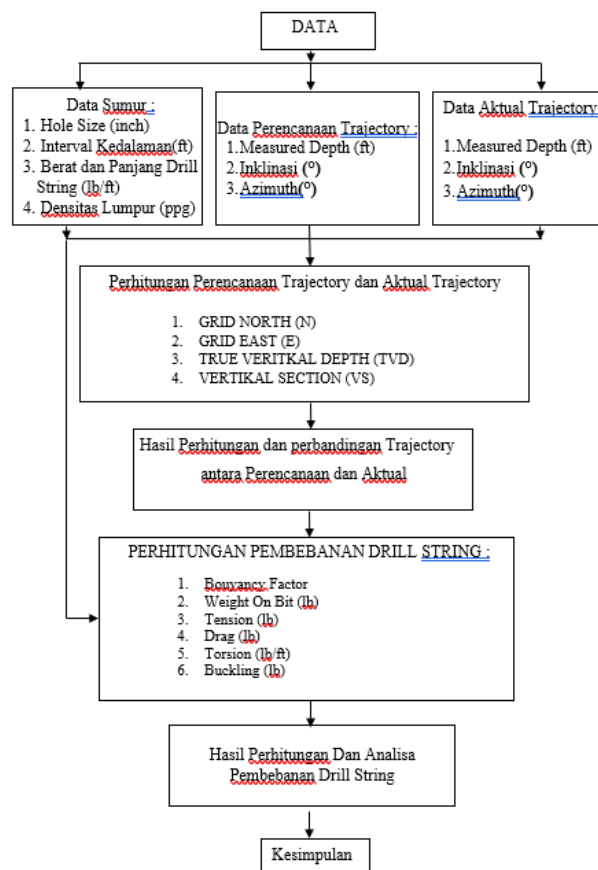 DATA
Data Sumur :
1. Hole Size (inch)
2. Interval Kedalaman(ft)
3. Berat dan Panjang Drill
String (lb/ft)
4. Densitas Lumpur (ppg)
Data Perencanaan Trajectory :
1.Measured Depth (ft)
2.Inklinasi (°)
3.Azimuth(°)
Data Aktual Trajectory
1.Measured Depth (ft)
2.Inklinasi (°)
3.Azimuth(°)
Perhitungan Perencanaan Trajectory dan Aktual Trajectory
1. GRID NORTH (N)
2. GRID EAST (E)
3. TRUE VERITKAL DEPTH (TVD)
4. VERTIKAL SECTION (VS)
Hasil Perhitungan dan perbandingan Trajectory
antara Perencanaan dan Aktual
PERHITUNGAN PEMBEBANAN DRILL STRING :
1. Bouyancy Factor
2. Weight On Bit (lb)
3. Tension (lb)
4. Drag (lb)
5. Torsion (lb/ft)
6. Buckling (lb)
Hasil Perhitungan Dan Analisa
Pembebanan Drill String
Kesimpulan